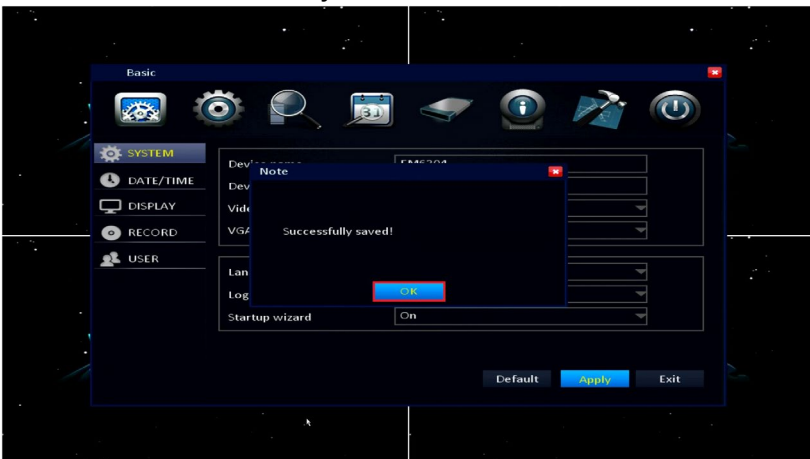 Basic
SYSTEM
DATE/TIME
DISPLAY
RECORD
USER
Note
Successfully saved!
OK
Startup wizard
On
Default
Apply
Exit